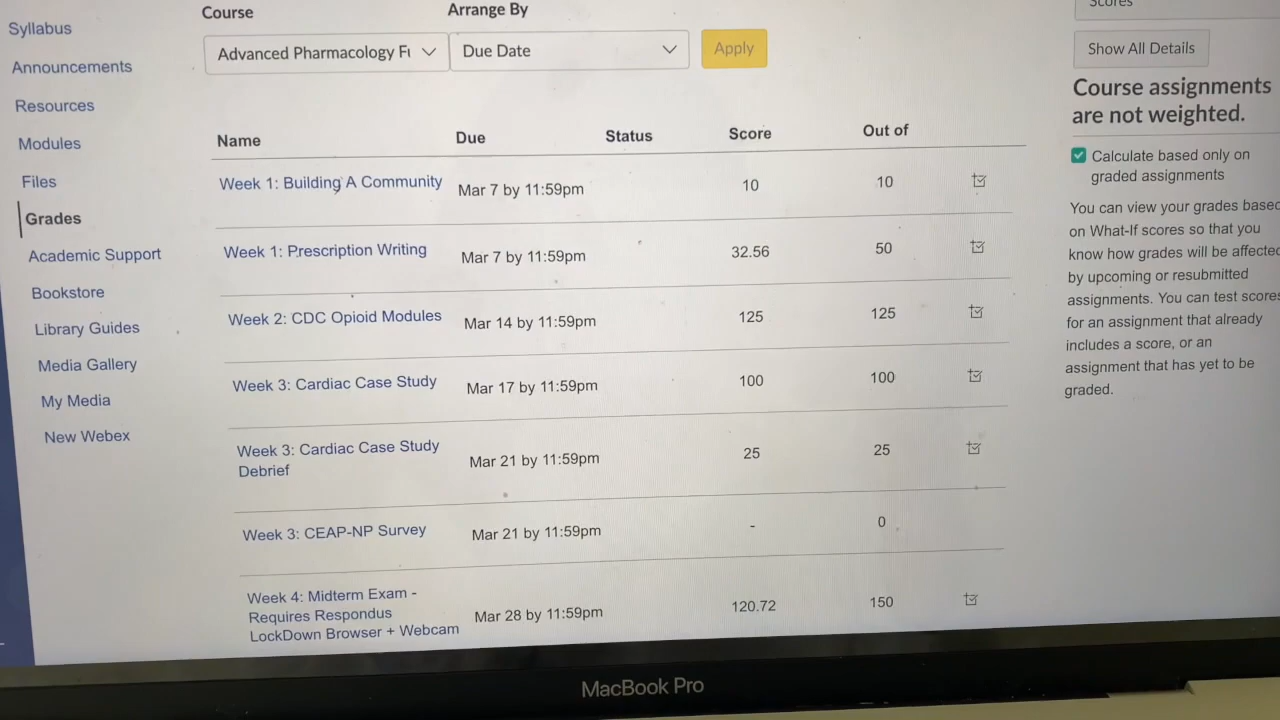 Syllabus
Announcements
Resources
Modules
Files
Grades
Academic Support
Bookstore
Library Guides
Media Gallery
My Media
New Webex
Course
Arrange By
Advanced Pharmacology
Due Date
Apply
Name Due Status Score Out of
Week 1: Building A Community Mar 7 by 11:59pm 10 10
Week 1: Prescription Writing Mar 7 by 11:59pm 32.56 50
Week 2: CDC Opioid Modules Mar 14 by 11:59pm 125 125
Week 3: Cardiac Case Study Mar 17 by 11:59pm 100 100
Week 3: Cardiac Case Study
Debrief
Mar 21 by 11:59pm 25 25
Week 3: CEAP-NP Survey Mar 21 by 11:59pm - 0
Week 4: Midterm Exam -
Requires Respondus
LockDown Browser + Webcam
Mar 28 by 11:59pm 120.72 150
Scores
Show All Details
Course assignments
are not weighted.
Calculate based only on
graded assignments
You can view your grades based
on What-If scores so that you
know how grades will be affected
by upcoming or resubmitted
assignments. You can test scores
for an assignment that already
includes a score, or an
assignment that has yet to be
graded.
MacBook Pro